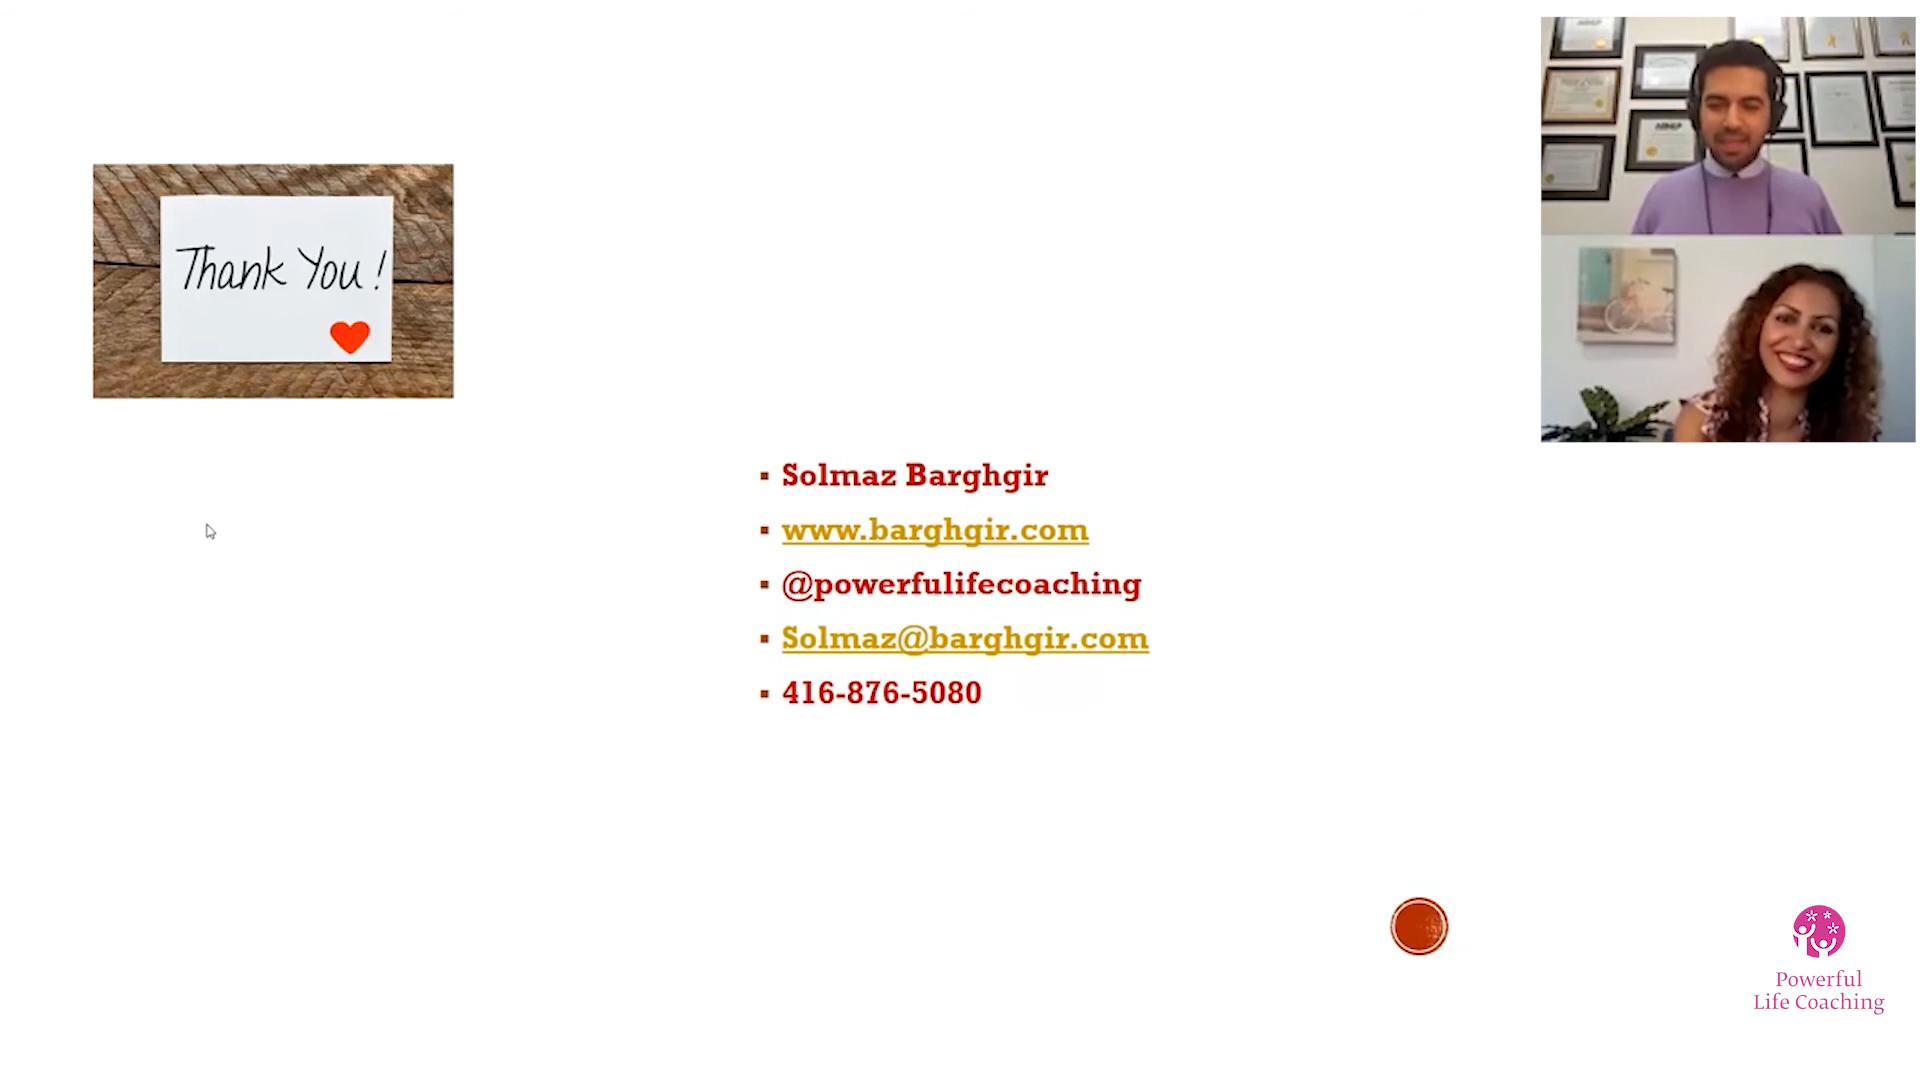 Thank You!
Solmaz Barghgir
www.barghgir.com
@powerfulifecoaching
Solmaz@barghgir.com
416-876-5080
Powerful
Life Coaching